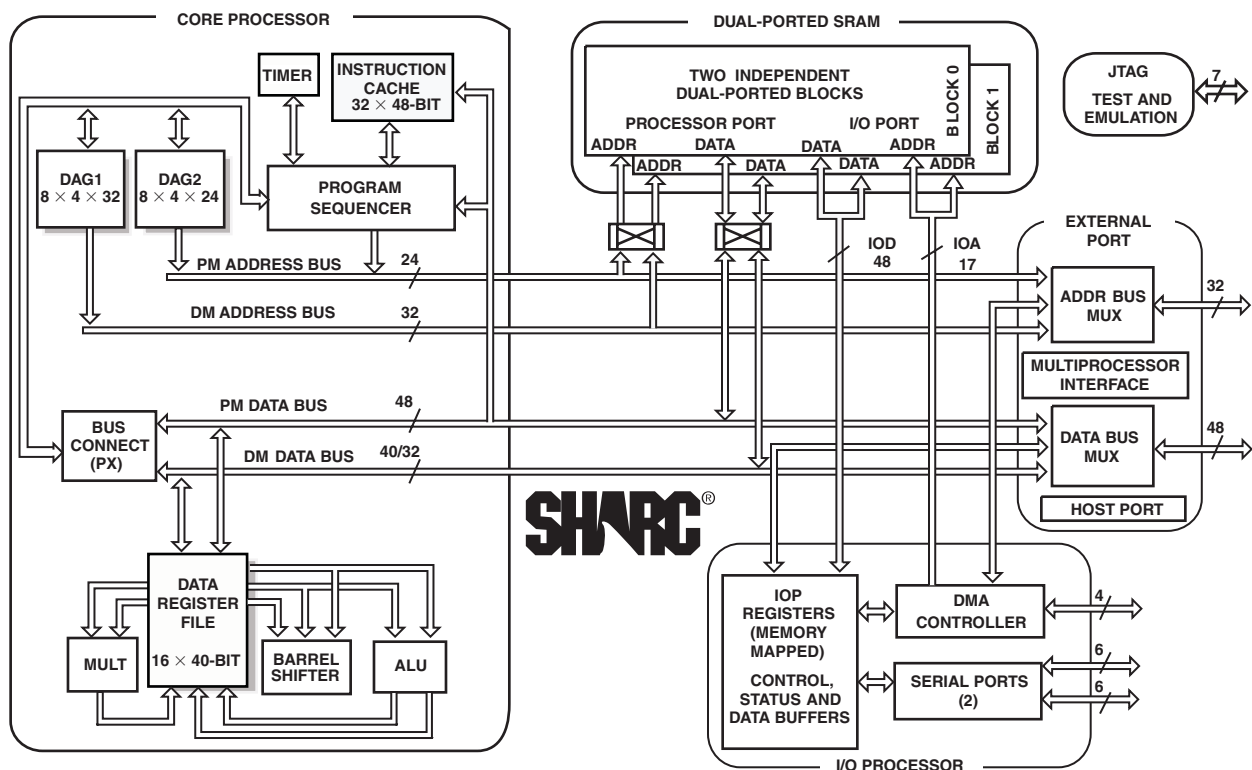 CORE PROCESSOR
TIMER
INSTRUCTION
CACHE
32 × 48-BIT
DAG1
8 × 4 × 32
DAG2
8 × 4 × 24
PROGRAM
SEQUENCER
PM ADDRESS BUS
24
DM ADDRESS BUS
32
BUS
CONNECT
(PX)
PM DATA BUS
48
DM DATA BUS
40/32
DATA
REGISTER
FILE
16 × 40-BIT
MULT
BARREL
SHIFTER
ALU
DUAL-PORTED SRAM
TWO INDEPENDENT
DUAL-PORTED BLOCKS
PROCESSOR PORT
I/O PORT
ADDR
DATA
DATA
ADDR
ADDR
DATA
DATA
ADDR
BLOCK 0
BLOCK 1
JTAG
TEST AND
EMULATION
7
IOD
48
IOA
17
EXTERNAL
PORT
ADDR BUS
MUX
32
MULTIPROCESSOR
INTERFACE
DATA BUS
MUX
48
HOST PORT
SHARC®
IOP
REGISTERS
(MEMORY
MAPPED)
CONTROL,
STATUS AND
DATA BUFFERS
DMA
CONTROLLER
4
SERIAL PORTS
(2)
6
6
I/O PROCESSOR